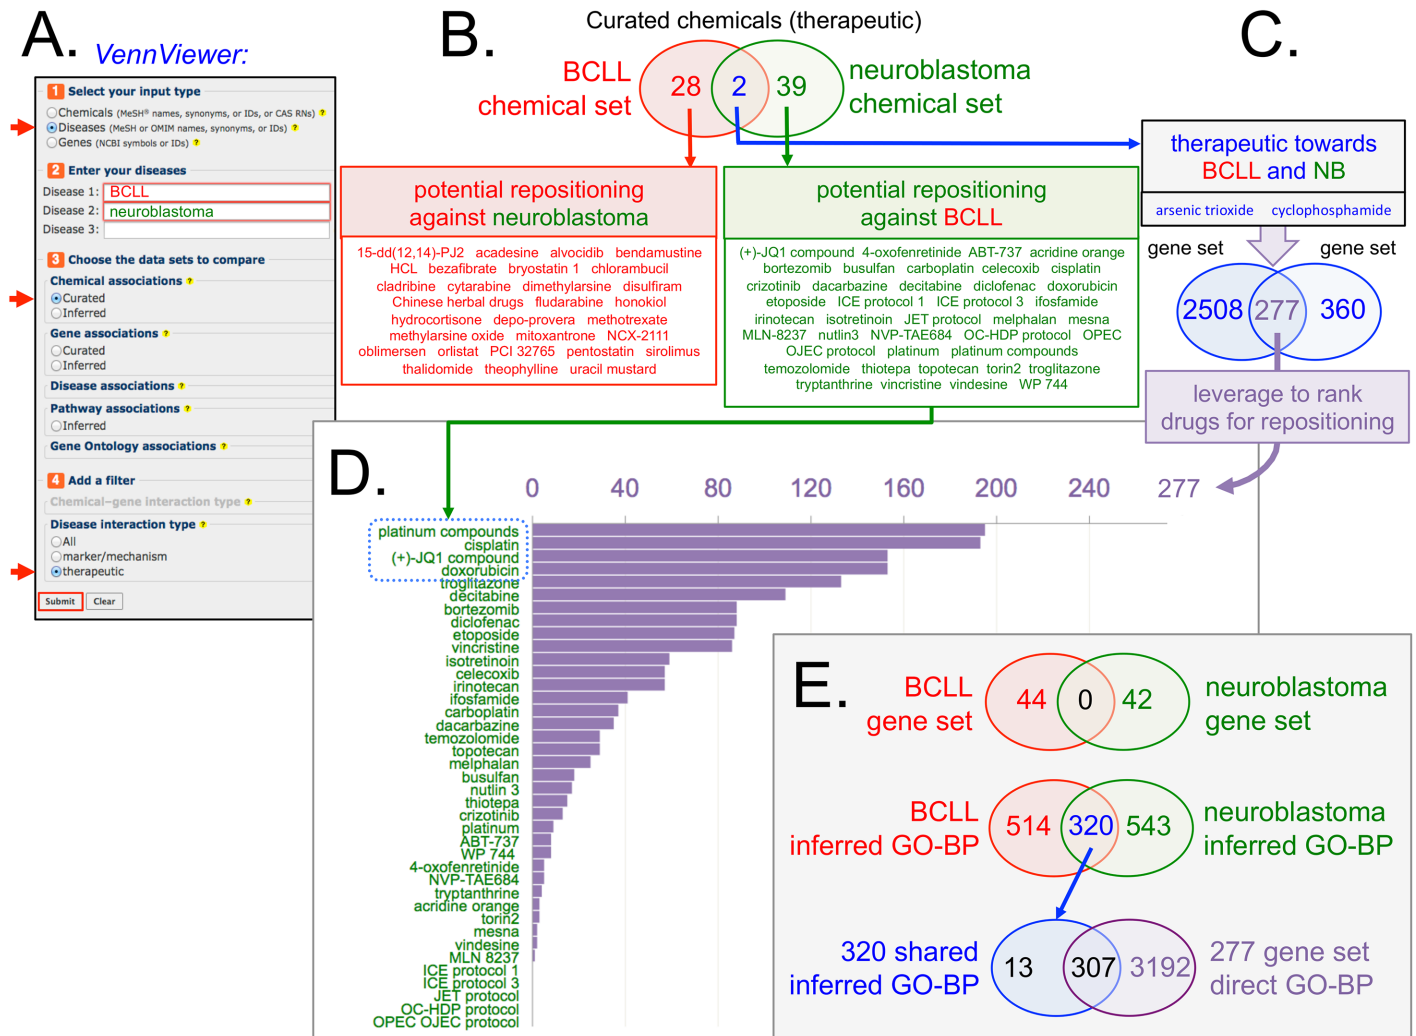 A.
VennViewer:
1 Select your input type
Chemicals (MeSH® names, synonyms, or IDs, or CAS RNs) ?
Diseases (MeSH or OMIM names, synonyms, or IDs) ?
Genes (NCBI symbols or IDs) ?
2 Enter your diseases
Disease 1: BCLL
Disease 2: neuroblastoma
Disease 3:
3 Choose the data sets to compare
Chemical associations ?
Curated
Inferred
Gene associations ?
Curated
Inferred
Disease associations ?
Pathway associations ?
Inferred
Gene Ontology associations ?
4 Add a filter
Chemical–gene interaction type ?
Disease interaction type ?
All
marker/mechanism
therapeutic
Submit Clear
B.
Curated chemicals (therapeutic)
BCLL
chemical set
28 2 39
neuroblastoma
chemical set
potential repositioning
against neuroblastoma
15-dd(12,14)-PJ2 acadesine alvocidib bendamustine
HCL bezafibrate bryostatin 1 chlorambucil
cladribine cytarabine dimethylarsine disulfiram
Chinese herbal drugs fludarabine honokiol
hydrocortisone depo-provera methotrexate
methylarsine oxide mitoxantrone NCX-2111
oblimersen orlistat PCI 32765 pentostatin sirolimus
thalidomide theophylline uracil mustard
potential repositioning
against BCLL
(+)-JQ1 compound 4-oxofenretinide ABT-737 acridine orange
bortezomib busulfan carboplatin celecoxib cisplatin
crizotinib dacarbazine decitabine diclofenac doxorubicin
etoposide ICE protocol 1 ICE protocol 3 ifosfamide
irinotecan isotretinoin JET protocol melphalan mesna
MLN-8237 nutlin3 NVP-TAE684 OC-HDP protocol OPEC
OJEC protocol platinum platinum compounds
temozolomide thiotepa topotecan torin2 troglitazone
tryptanthrine vincristine vindesine WP 744
C.
therapeutic towards
BCLL and NB
arsenic trioxide cyclophosphamide
gene set gene set
2508 277 360
leverage to rank
drugs for repositioning
D.
0 40 80 120 160 200 240 277
platinum compounds
cisplatin
(+)-JQ1 compound
doxorubicin
troglitazone
decitabine
bortezomib
diclofenac
etoposide
vincristine
isotretinoin
celecoxib
irinotecan
ifosfamide
carboplatin
dacarbazine
temozolomide
topotecan
melphalan
busulfan
nutlin 3
thiotepa
crizotinib
platinum
ABT-737
WP 744
4-oxofenretinide
NVP-TAE684
tryptanthrine
acridine orange
torin2
mesna
vindesine
MLN 8237
ICE protocol 1
ICE protocol 3
JET protocol
OC-HDP protocol
OPEC OJEC protocol
E.
BCLL
gene set
44 0 42
neuroblastoma
gene set
BCLL
inferred GO-BP
514 320 543
neuroblastoma
inferred GO-BP
320 shared
inferred GO-BP
13 307 3192
277 gene set
direct GO-BP